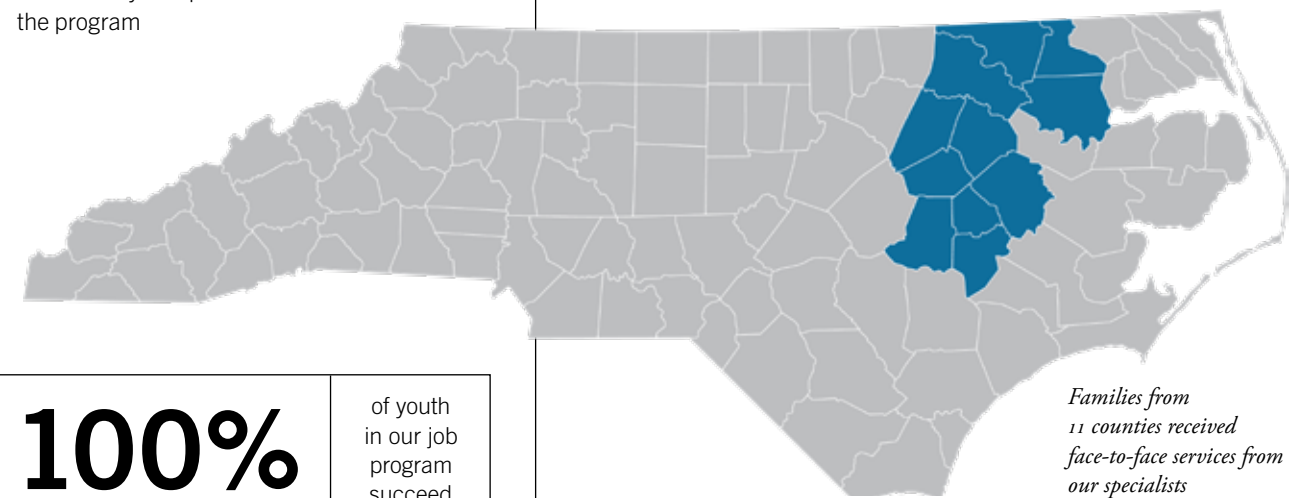 the program
100%
of youth
in our job
program
succeed
Families from
11 counties received
face-to-face services from
our specialists